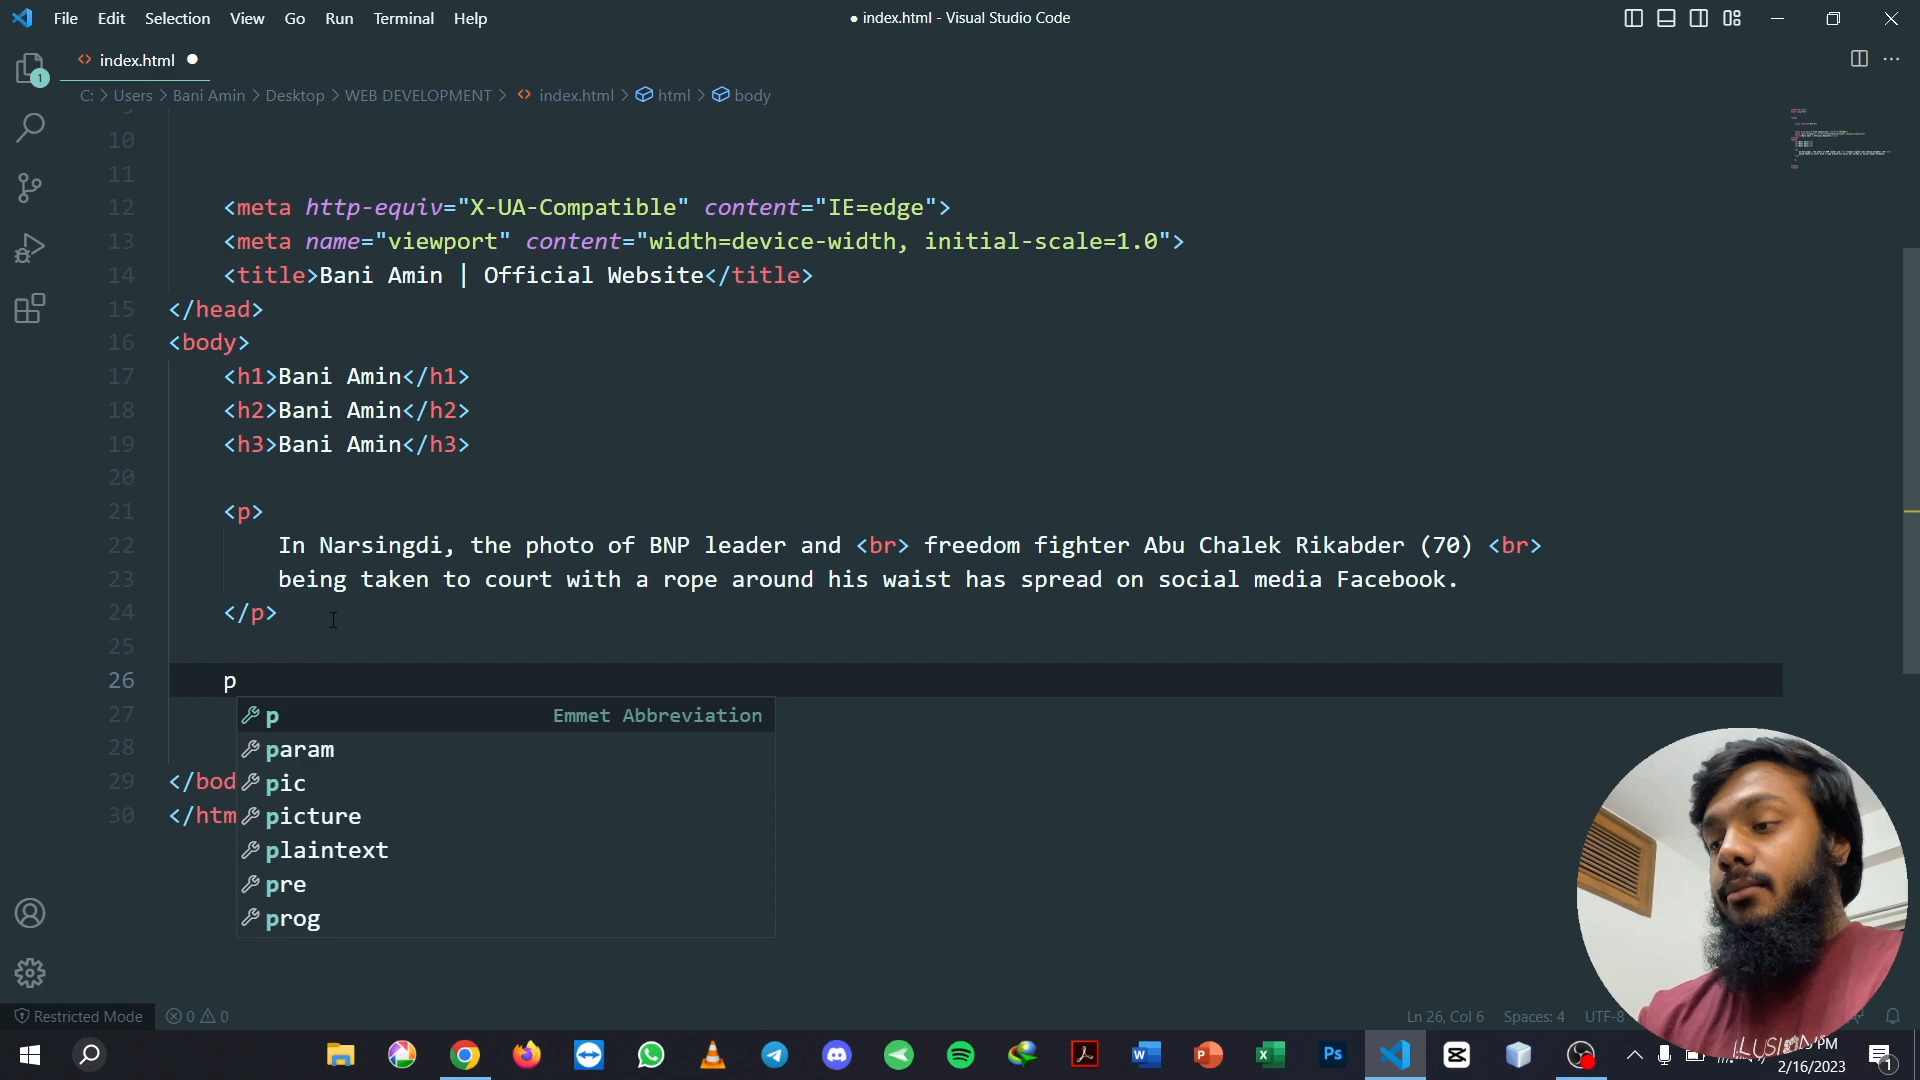 File Edit Selection View Go Run Terminal Help
● index.html - Visual Studio Code
index.html ●
1
C: > Users > Bani Amin > Desktop > WEB DEVELOPMENT > <> index.html > html > body
10
11
12 <meta http-equiv="X-UA-Compatible" content="IE=edge">
13 <meta name="viewport" content="width=device-width, initial-scale=1.0">
14 <title>Bani Amin | Official Website</title>
15 </head>
16 <body>
17 <h1>Bani Amin</h1>
18 <h2>Bani Amin</h2>
19 <h3>Bani Amin</h3>
20
21 <p>
22 In Narsingdi, the photo of BNP leader and <br> freedom fighter Abu Chalek Rikabder (70) <br>
23 being taken to court with a rope around his waist has spread on social media Facebook.
24 </p>
25
26 p
27 p Emmet Abbreviation
param
28 pic
29 </bod
picture
30 </htm
plaintext
pre
prog
Restricted Mode 0 0
Ln 26, Col 6 Spaces: 4 UTF-8
ILLUSION
PM
2/16/2023
1